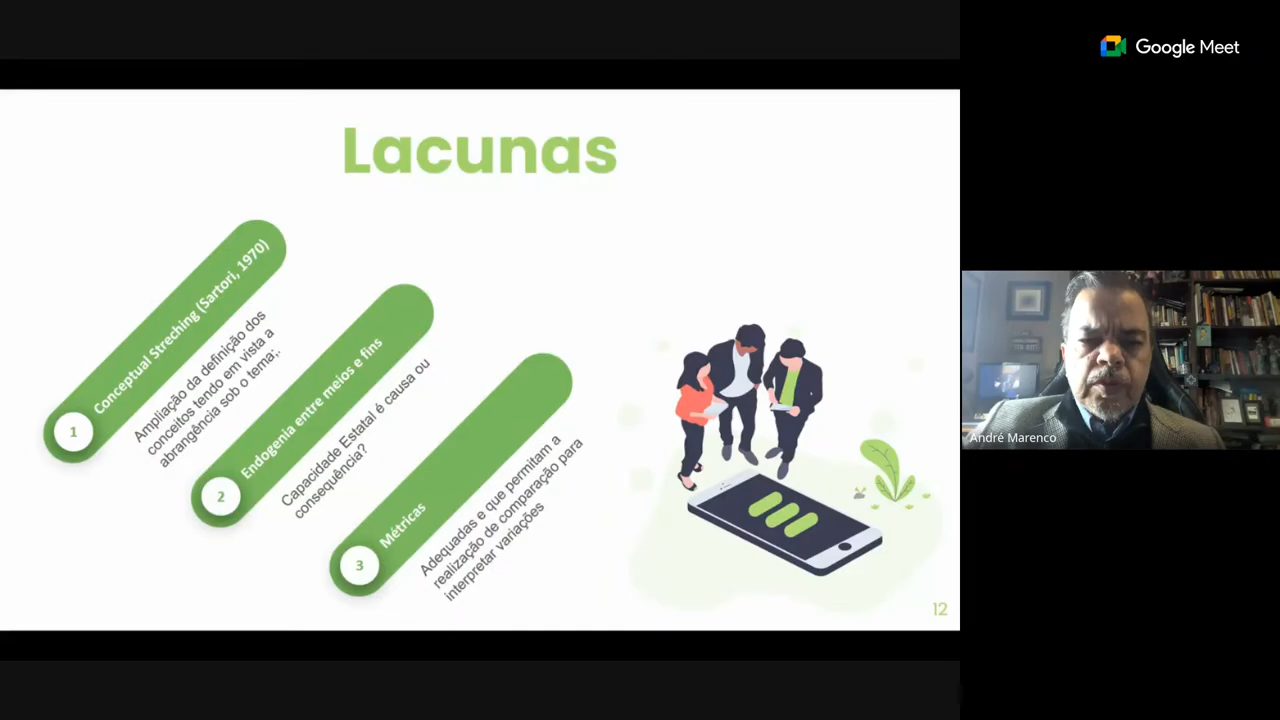 Google Meet
Lacunas
1
Conceptual Streching (Sartori, 1970)
Ampliação da definição dos
conceitos tendo em vista a
abrangência sob o tema;.
2
Endogenia entre meios e fins
Capacidade Estatal é causa ou
consequência?
3
Métricas
Adequadas e que permitam a
realização de comparação para
interpretar variações
12
André Marenco